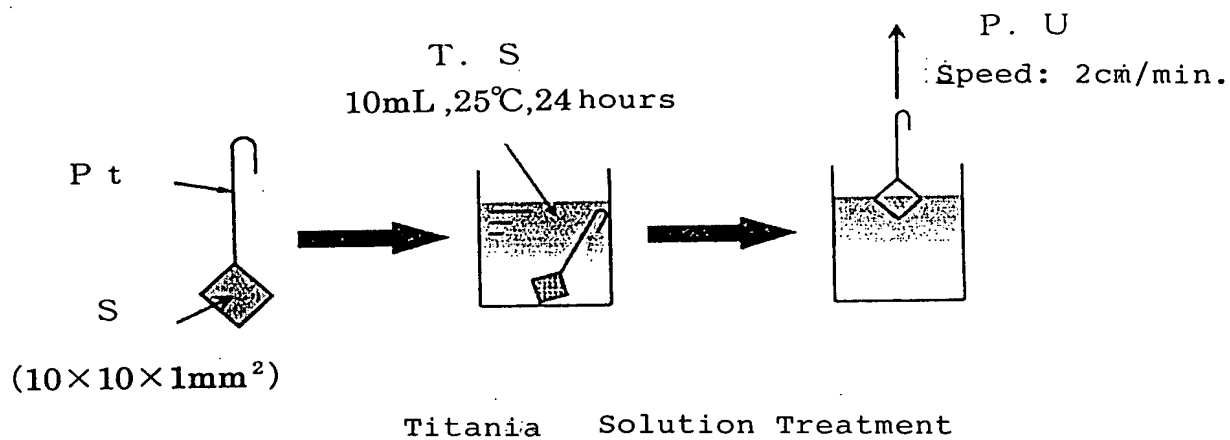 P. U
Speed: 2cm/min.
T. S
10mL ,25℃,24 hours
P t
S
(10×10×1mm²)
Titania Solution Treatment